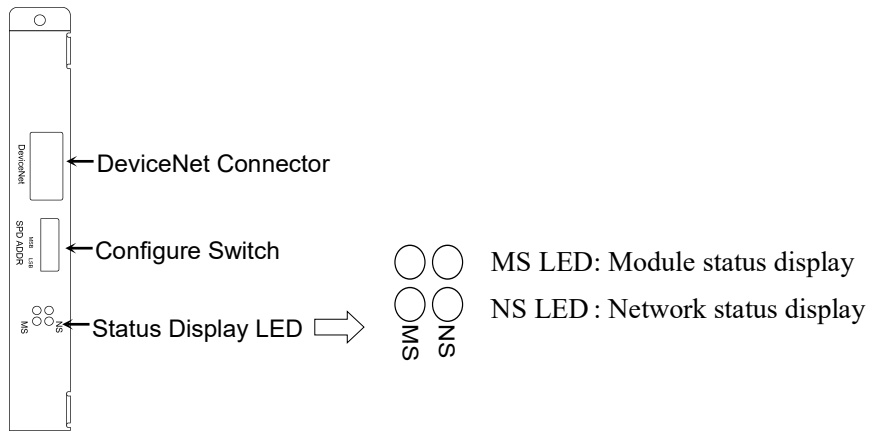 DeviceNet
DeviceNet Connector
SPD ADDR
MSB LSB
Configure Switch
MS NS
Status Display LED
MS NS
MS LED: Module status display
NS LED : Network status display